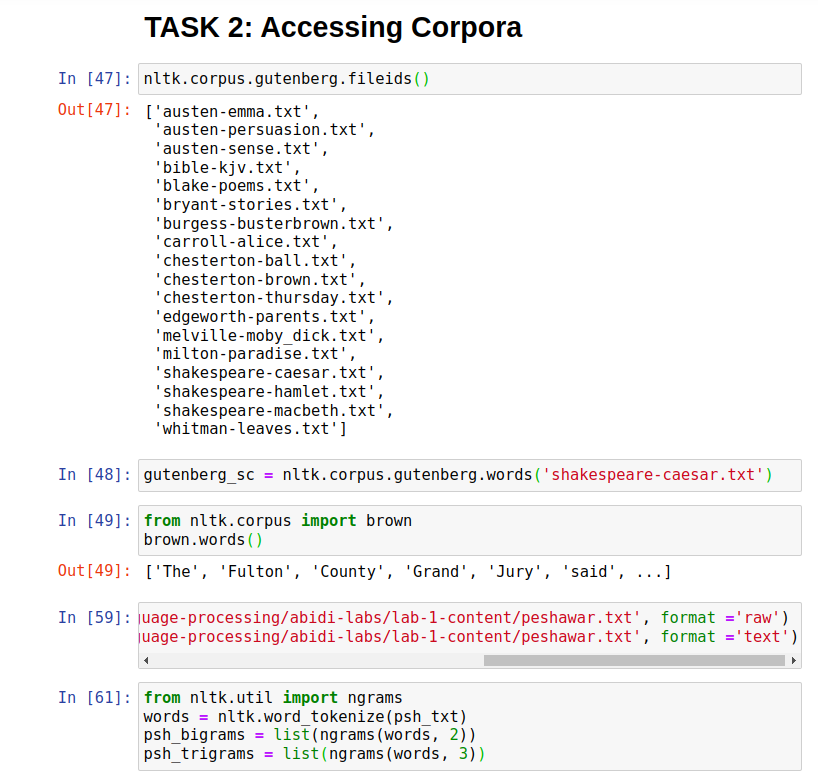 TASK 2: Accessing Corpora
In [47]: nltk.corpus.gutenberg.fileids()
Out[47]: ['austen-emma.txt',
'austen-persuasion.txt',
'austen-sense.txt',
'bible-kjv.txt',
'blake-poems.txt',
'bryant-stories.txt',
'burgess-busterbrown.txt',
'carroll-alice.txt',
'chesterton-ball.txt',
'chesterton-brown.txt',
'chesterton-thursday.txt',
'edgeworth-parents.txt',
'melville-moby_dick.txt',
'milton-paradise.txt',
'shakespeare-caesar.txt',
'shakespeare-hamlet.txt',
'shakespeare-macbeth.txt',
'whitman-leaves.txt']
In [48]: gutenberg_sc = nltk.corpus.gutenberg.words('shakespeare-caesar.txt')
In [49]: from nltk.corpus import brown
brown.words()
Out[49]: ['The', 'Fulton', 'County', 'Grand', 'Jury', 'said', ...]
In [59]: uage-processing/abidi-labs/lab-1-content/peshawar.txt', format ='raw')
uage-processing/abidi-labs/lab-1-content/peshawar.txt', format ='text')
In [61]: from nltk.util import ngrams
words = nltk.word_tokenize(psh_txt)
psh_bigrams = list(ngrams(words, 2))
psh_trigrams = list(ngrams(words, 3))